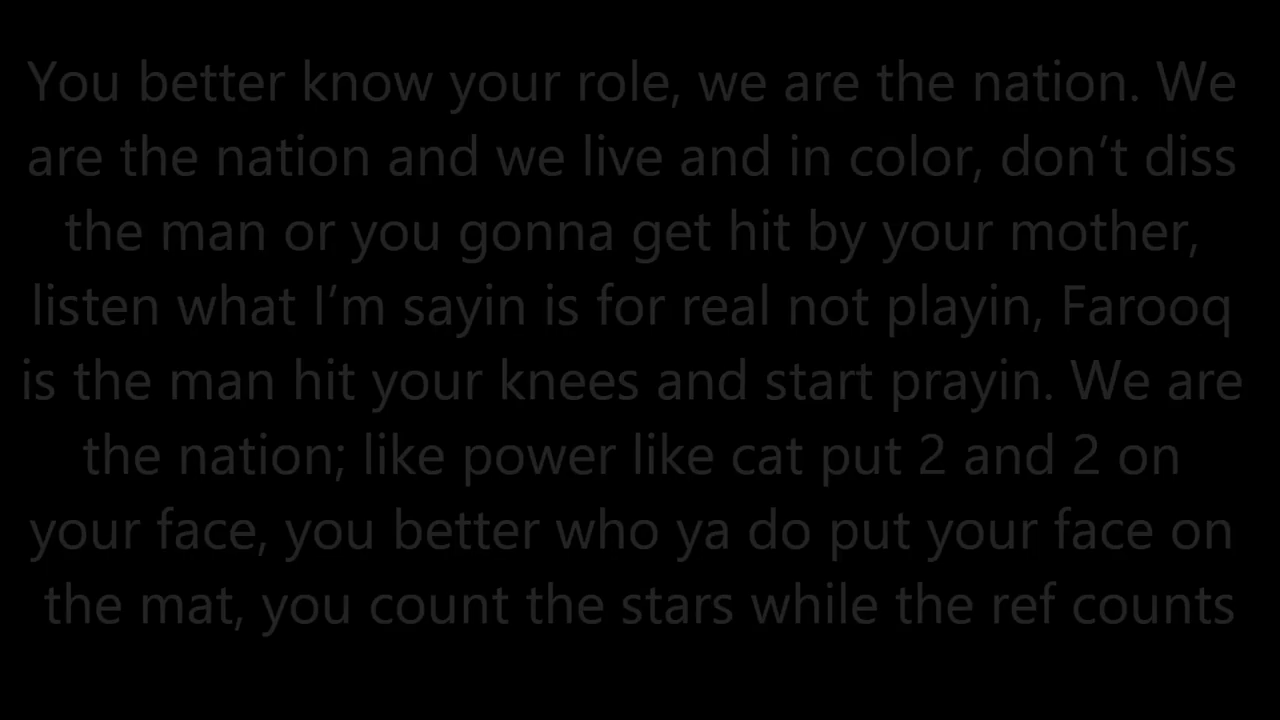 You better know your role, we are the nation. We
are the nation and we live and in color, don’t diss
the man or you gonna get hit by your mother,
listen what I’m sayin is for real not playin, Farooq
is the man hit your knees and start prayin. We are
the nation; like power like cat put 2 and 2 on
your face, you better who ya do put your face on
the mat, you count the stars while the ref counts